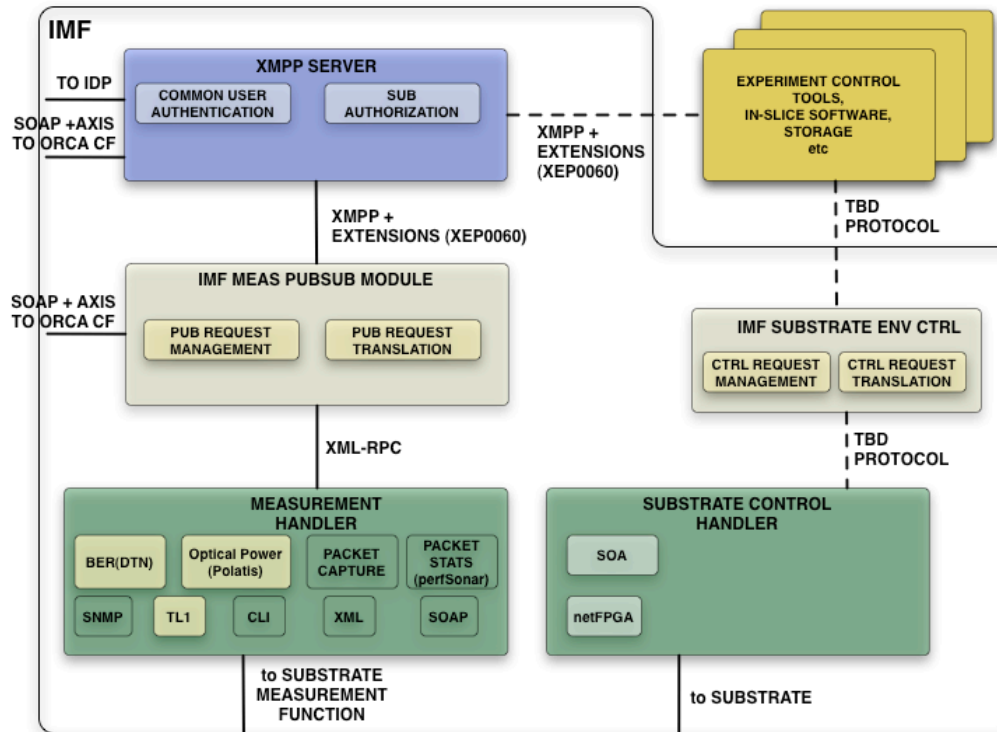 IMF
XMPP SERVER
COMMON USER
AUTHENTICATION
SUB
AUTHORIZATION
TO IDP
SOAP +AXIS
TO ORCA CF
XMPP +
EXTENSIONS
(XEP0060)
EXPERIMENT CONTROL
TOOLS,
IN-SLICE SOFTWARE,
STORAGE
etc
TBD
PROTOCOL
XMPP +
EXTENSIONS (XEP0060)
IMF MEAS PUBSUB MODULE
SOAP + AXIS
TO ORCA CF
PUB REQUEST
MANAGEMENT
PUB REQUEST
TRANSLATION
IMF SUBSTRATE ENV CTRL
CTRL REQUEST
MANAGEMENT
CTRL REQUEST
TRANSLATION
XML-RPC
TBD
PROTOCOL
MEASUREMENT
HANDLER
BER(DTN)
Optical Power
(Polatis)
PACKET
CAPTURE
PACKET
STATS
(perfSonar)
SNMP
TL1
CLI
XML
SOAP
SUBSTRATE CONTROL
HANDLER
SOA
netFPGA
to SUBSTRATE
MEASUREMENT
FUNCTION
to SUBSTRATE